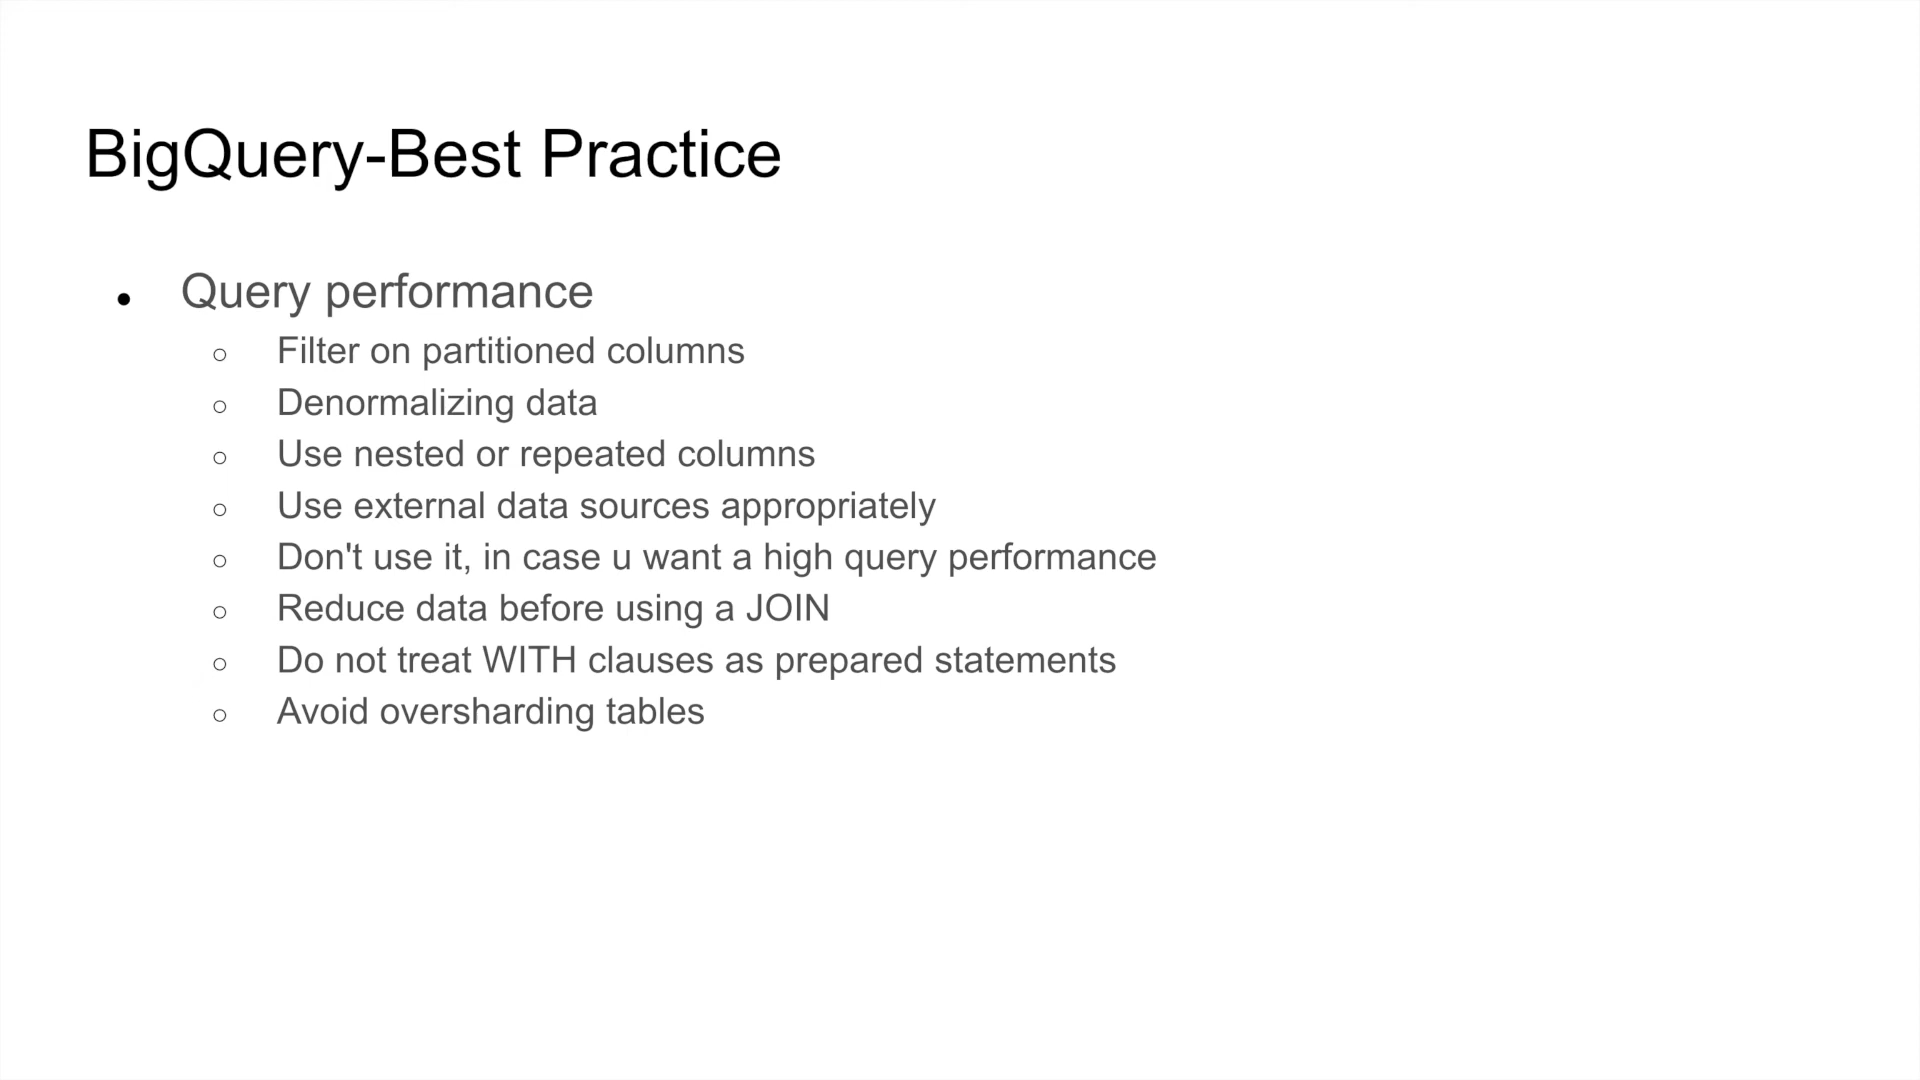 BigQuery-Best Practice
● Query performance
○ Filter on partitioned columns
○ Denormalizing data
○ Use nested or repeated columns
○ Use external data sources appropriately
○ Don't use it, in case u want a high query performance
○ Reduce data before using a JOIN
○ Do not treat WITH clauses as prepared statements
○ Avoid oversharding tables